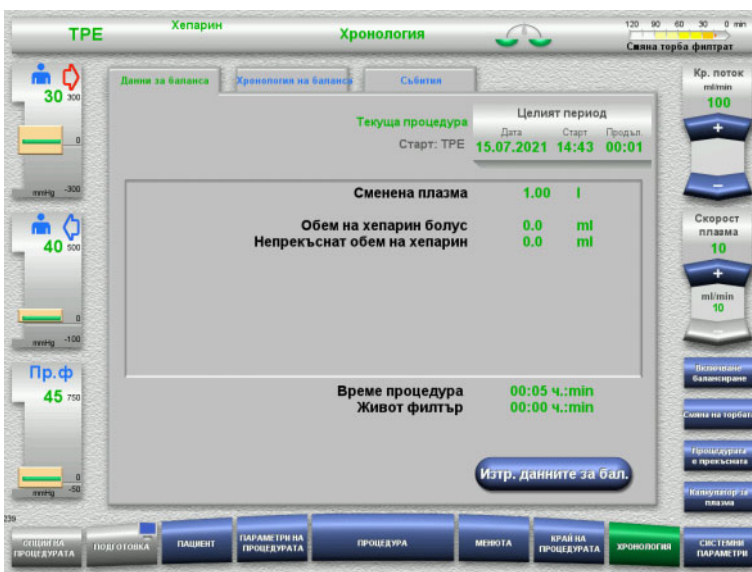 TPE
Хепарин
Хронология
120 90 60 30 0 min
Смяна торба филтрат
30
300
0
mmHg -300
40
500
0
mmHg -100
Пр.ф
45
750
0
mmHg -50
Данни за баланса
Хронология на баланса
Събития
Текуща процедура
Старт: TPE
Целият период
Дата Старт Продъл.
15.07.2021 14:43 00:01
Сменена плазма 1.00 l
Обем на хепарин болус 0.0 ml
Непрекъснат обем на хепарин 0.0 ml
Време процедура 00:05 ч.:min
Живот филтър 00:00 ч.:min
Изтр. данните за бал.
Кр. поток
ml/min
100
+
−
Скорост
плазма
10
+
ml/min
10
−
Включване
балансиране
Смяна на торбат
Процедурата
е прекъсната
Калкулатор за
плазма
239
ОПЦИИ НА
ПРОЦЕДУРАТА
ПОДГОТОВКА
ПАЦИЕНТ
ПАРАМЕТРИ НА
ПРОЦЕДУРАТА
ПРОЦЕДУРА
МЕНЮТА
КРАЙ НА
ПРОЦЕДУРАТА
ХРОНОЛОГИЯ
СИСТЕМНИ
ПАРАМЕТРИ